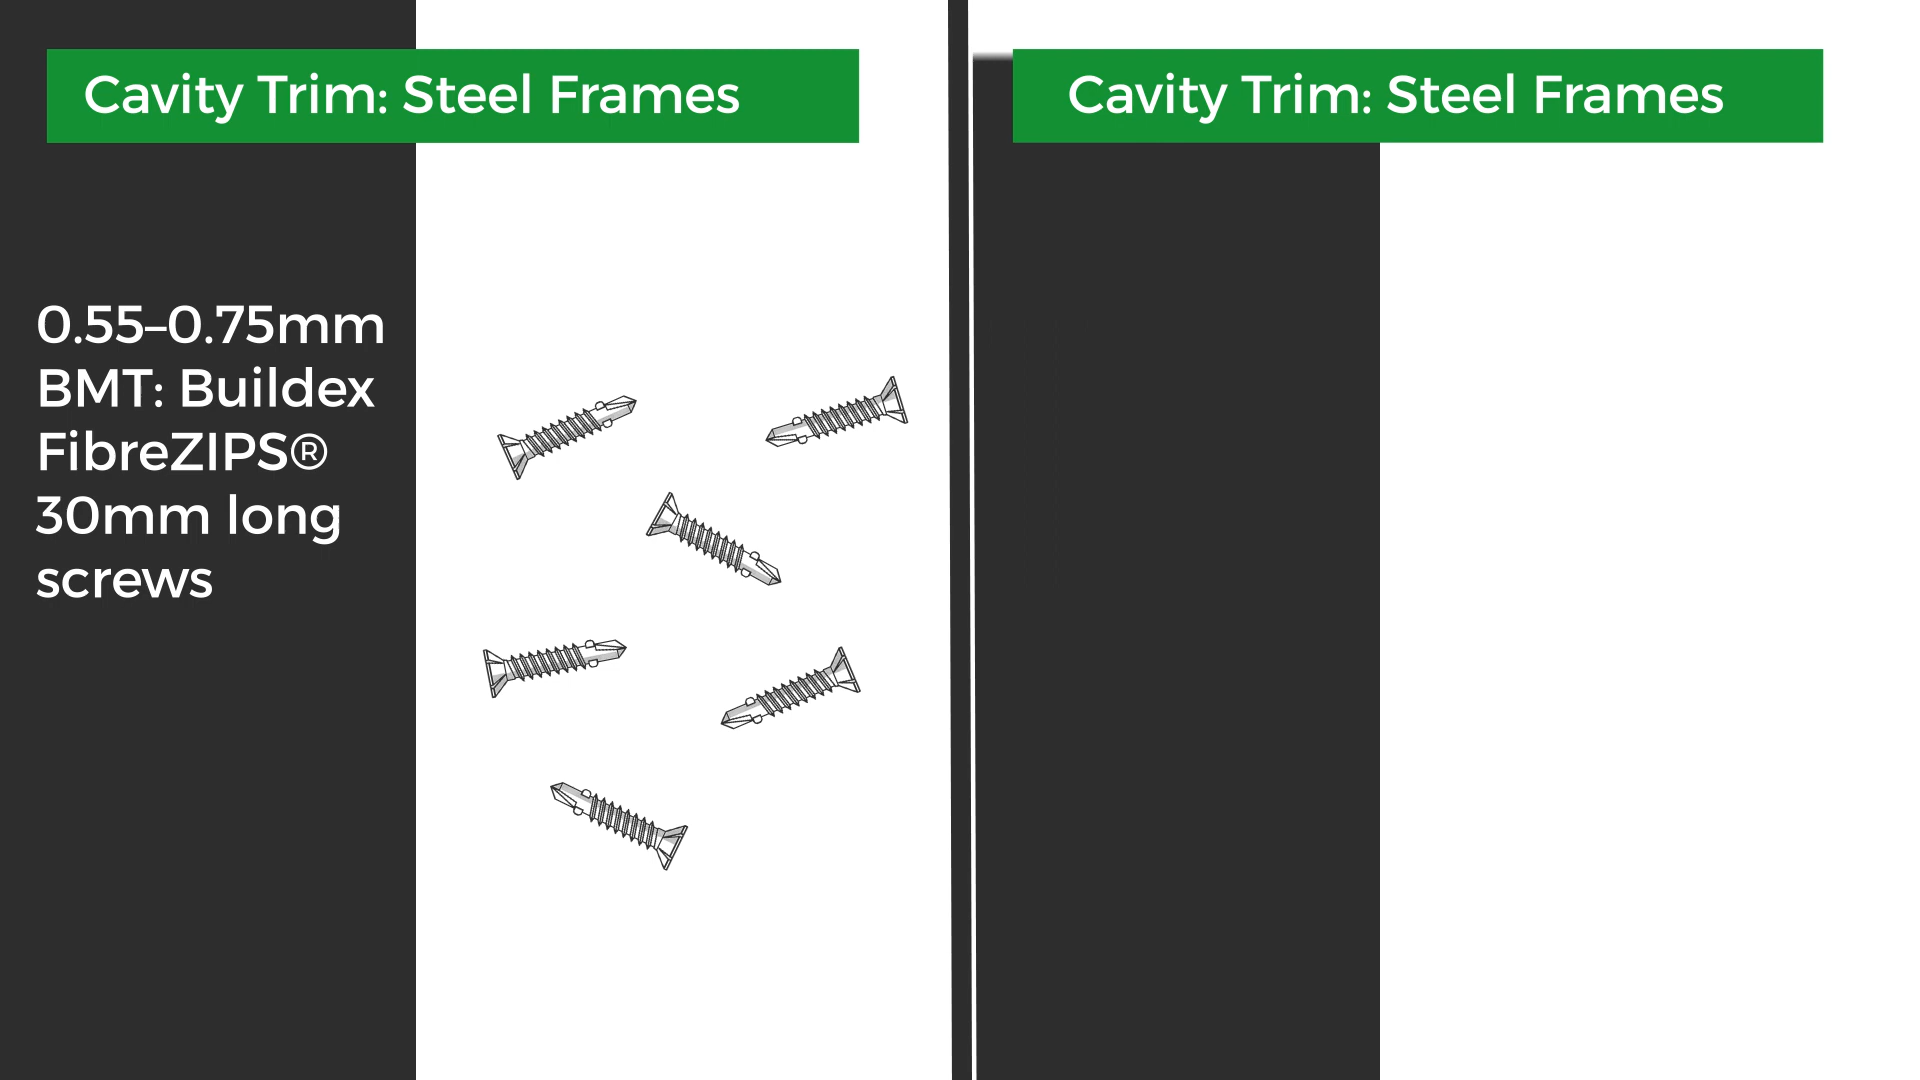 Cavity Trim: Steel Frames
0.55–0.75mm
BMT: Buildex
FibreZIPS®
30mm long
screws
Cavity Trim: Steel Frames